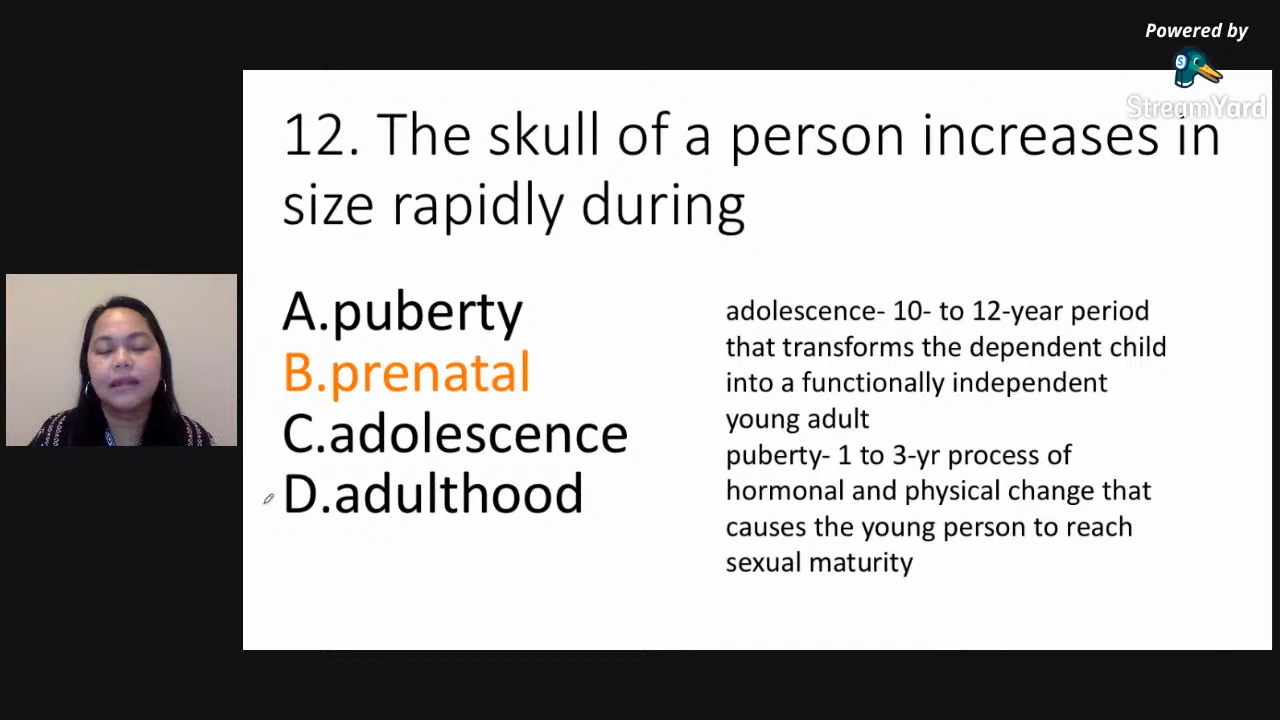 Powered by
StreamYard
12. The skull of a person increases in
size rapidly during
A.puberty
B.prenatal
C.adolescence
D.adulthood
adolescence- 10- to 12-year period
that transforms the dependent child
into a functionally independent
young adult
puberty- 1 to 3-yr process of
hormonal and physical change that
causes the young person to reach
sexual maturity